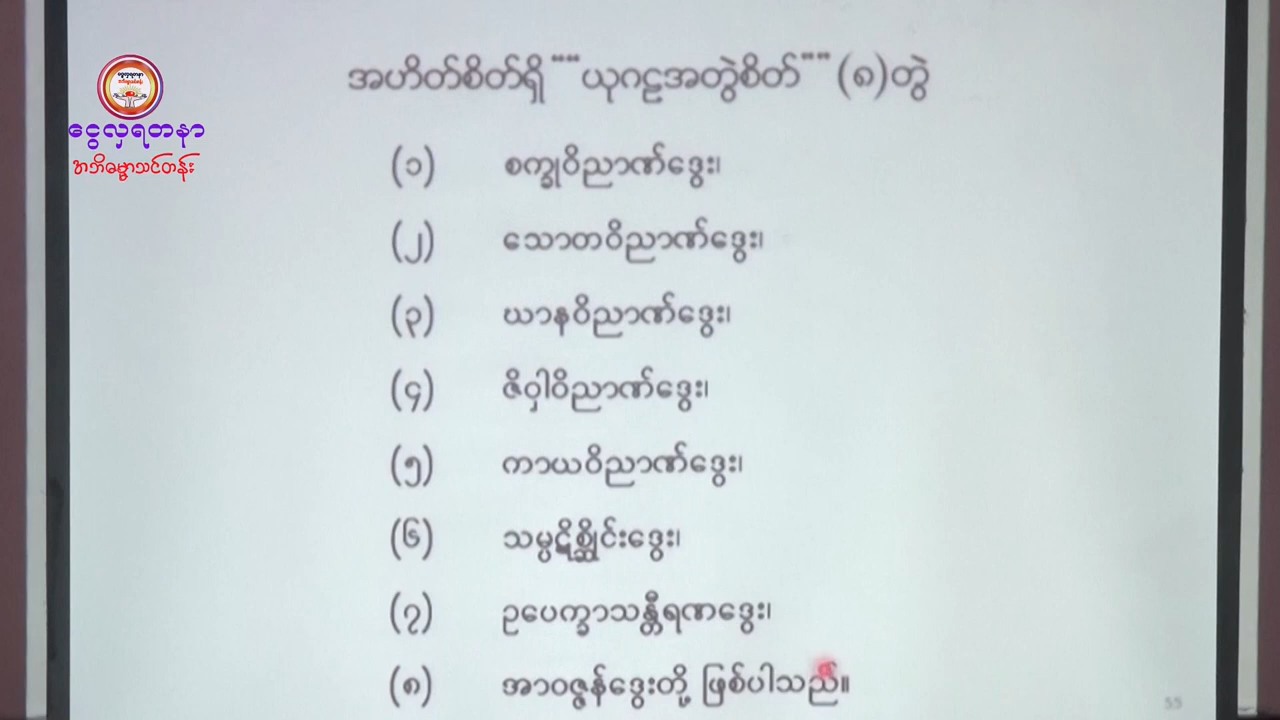 အဟိတ်စိတ်ရှိ ““ယုဂဠအတွဲစိတ်”” (၈)တွဲ
ငွေလှရတနာ
အဘိဓမ္မာသင်တန်း
(၁) စက္ခုဝိညာဏ်ဒွေး၊
(၂) သောတဝိညာဏ်ဒွေး၊
(၃) ဃာနဝိညာဏ်ဒွေး၊
(၄) ဇိဝှါဝိညာဏ်ဒွေး၊
(၅) ကာယဝိညာဏ်ဒွေး၊
(၆) သမ္ပဋိစ္ဆိုင်းဒွေး၊
(၇) ဥပေက္ခာသန္တီရဏဒွေး၊
(၈) အာဝဇ္ဇန်ဒွေးတို့ ဖြစ်ပါသည်။
55